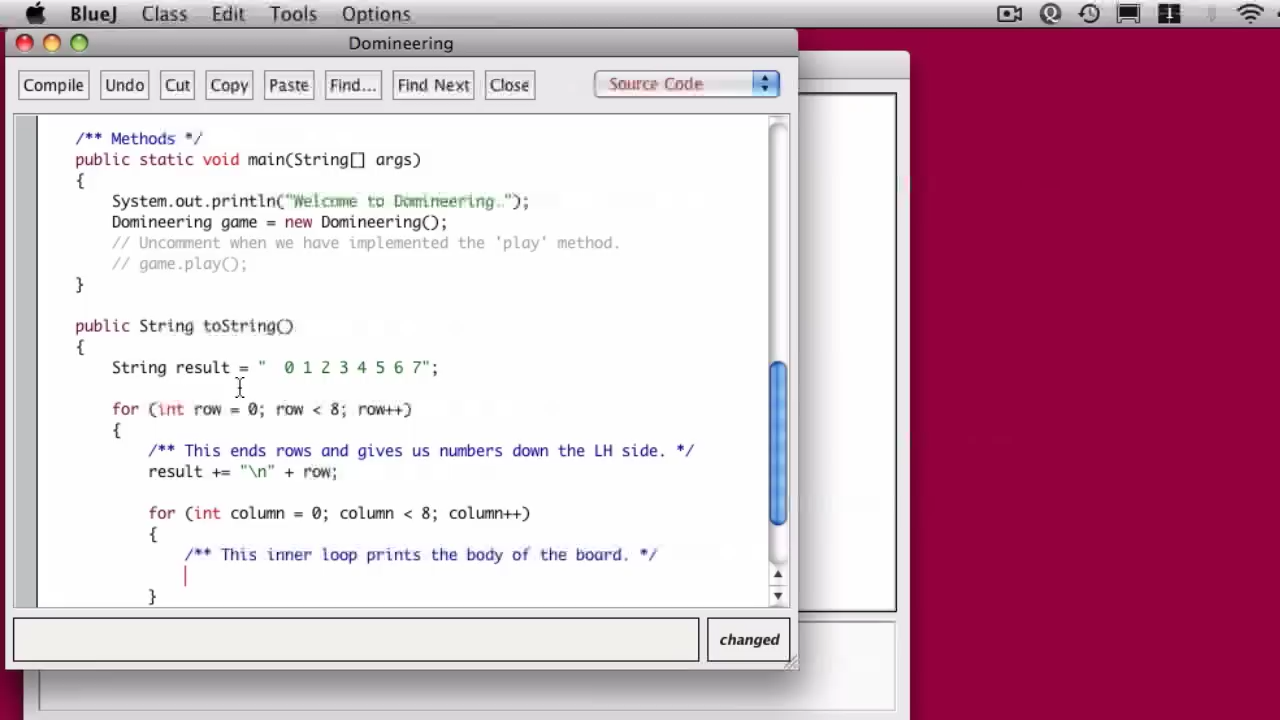 BlueJ Class Edit Tools Options
Domineering
Compile Undo Cut Copy Paste Find... Find Next Close Source Code
/** Methods */
public static void main(String[] args)
{
System.out.println("Welcome to Domineering.");
Domineering game = new Domineering();
// Uncomment when we have implemented the 'play' method.
// game.play();
}
public String toString()
{
String result = "  0 1 2 3 4 5 6 7";
for (int row = 0; row < 8; row++)
{
/** This ends rows and gives us numbers down the LH side. */
result += "\n" + row;
for (int column = 0; column < 8; column++)
{
/** This inner loop prints the body of the board. */
}
changed